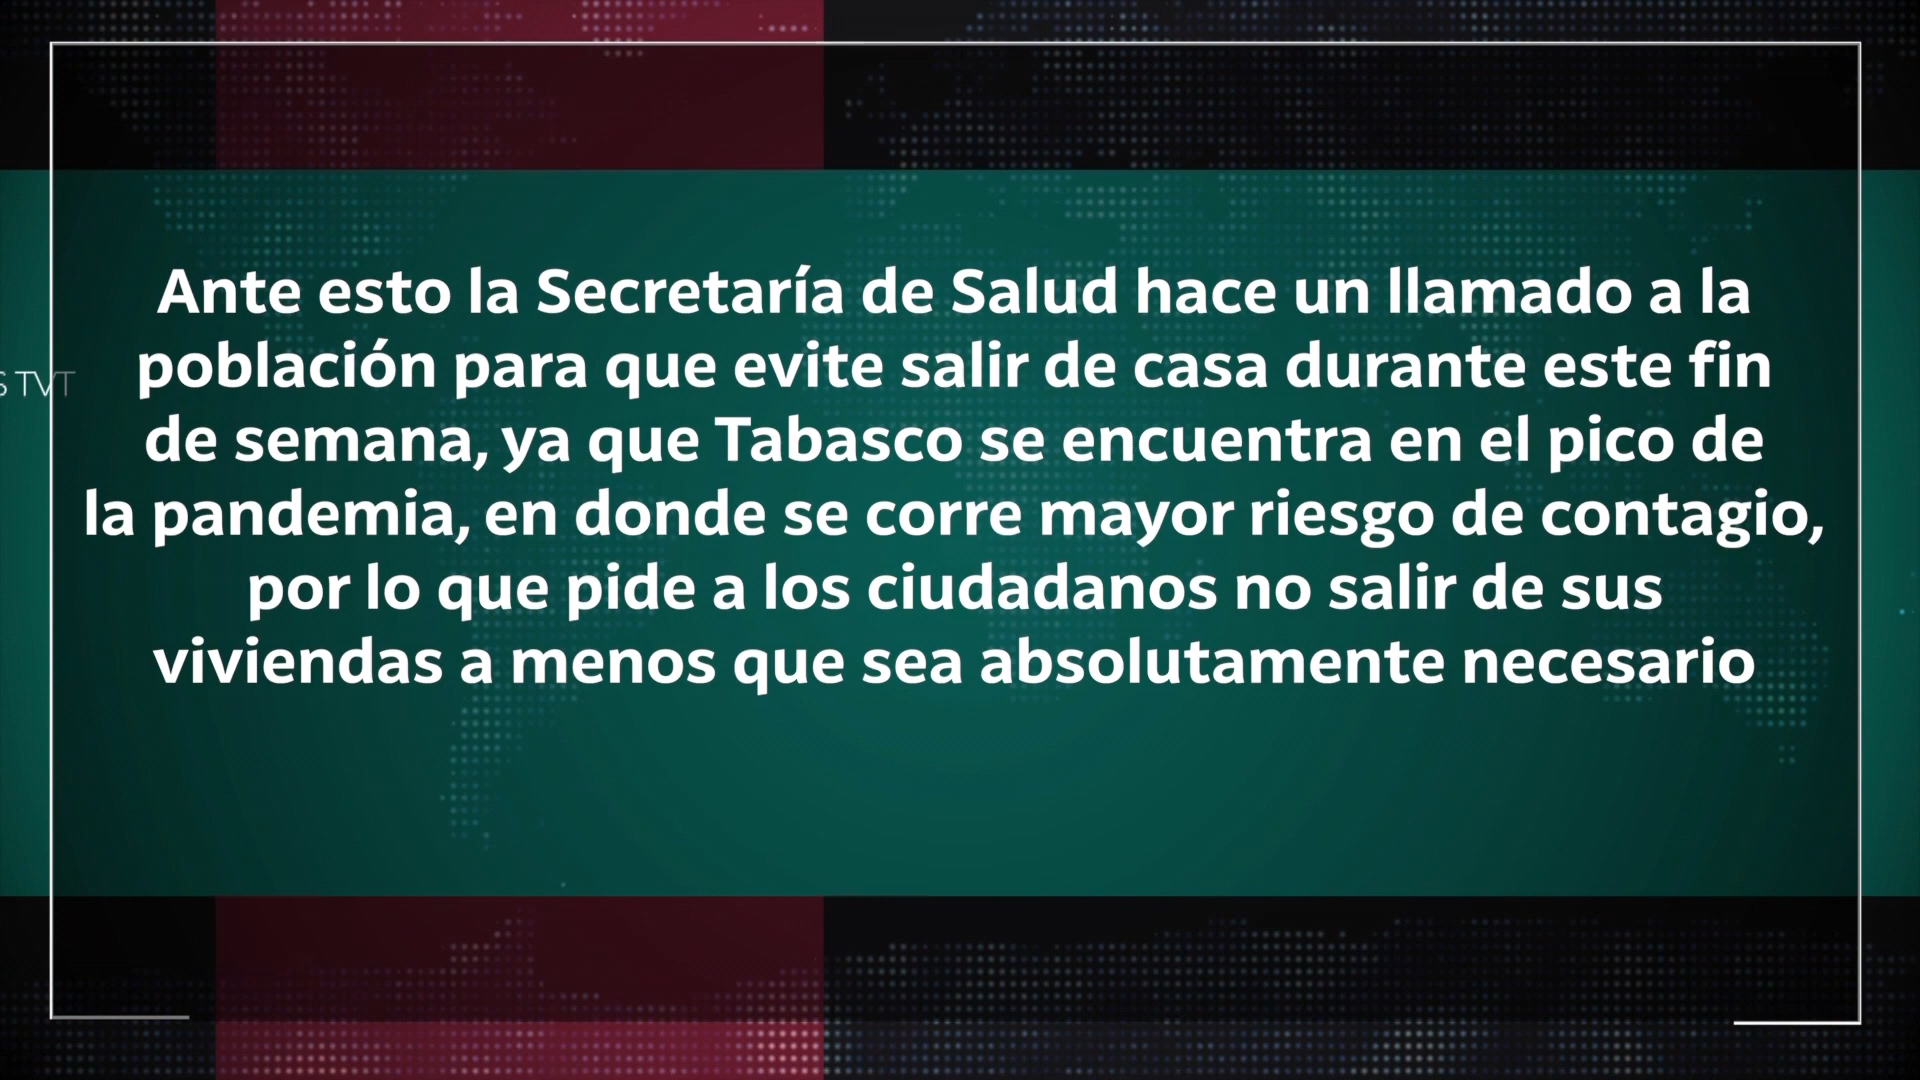 Ante esto la Secretaría de Salud hace un llamado a la
población para que evite salir de casa durante este fin
S TVT
de semana, ya que Tabasco se encuentra en el pico de
la pandemia, en donde se corre mayor riesgo de contagio,
por lo que pide a los ciudadanos no salir de sus
viviendas a menos que sea absolutamente necesario